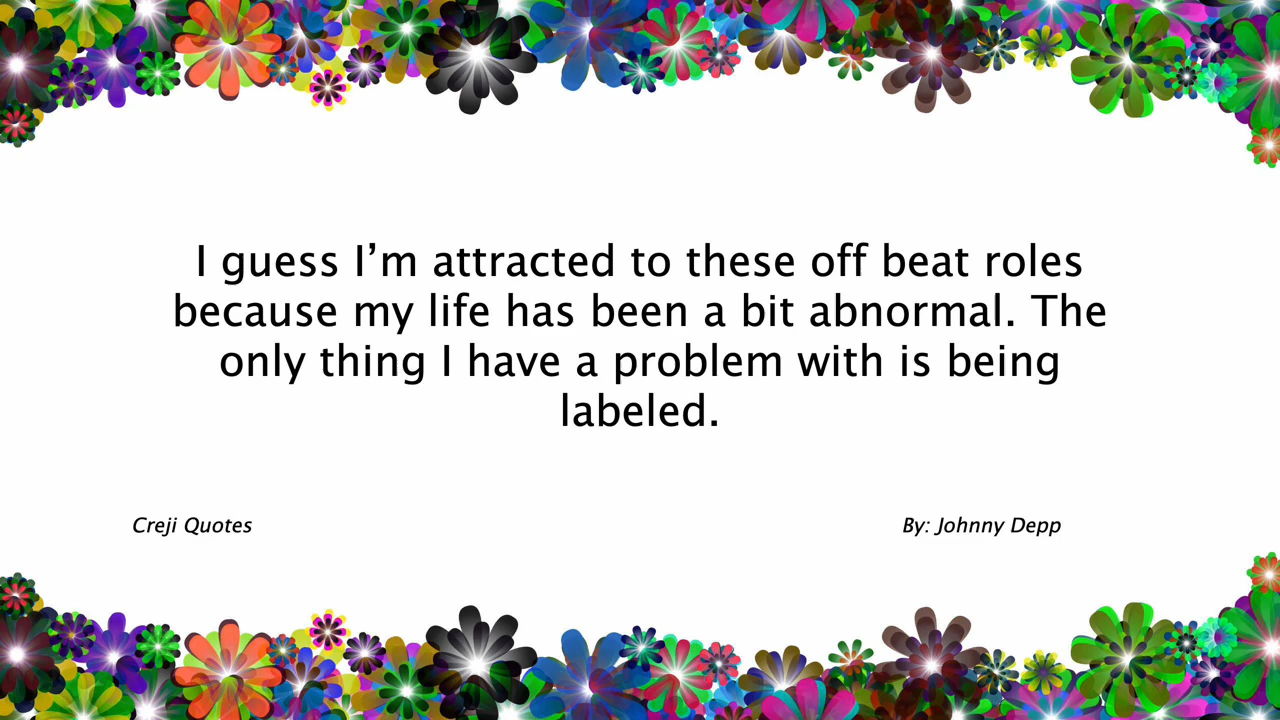 I guess I’m attracted to these off beat roles
because my life has been a bit abnormal. The
only thing I have a problem with is being
labeled.
Creji Quotes
By: Johnny Depp